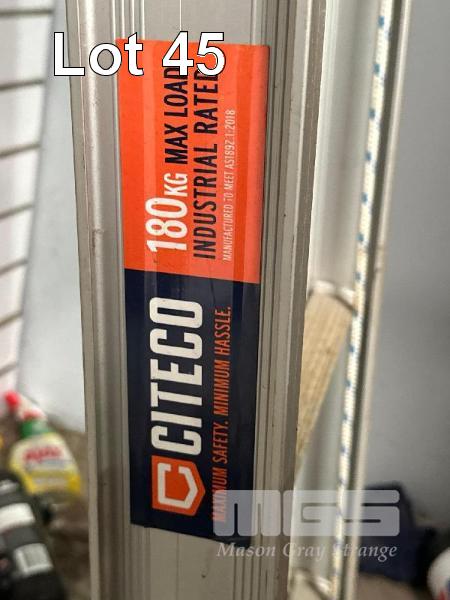 Lot 45
180KG MAX LOAD
INDUSTRIAL RATED
MANUFACTURED TO MEET AS1892.1:2018
CITECO
MAXIMUM SAFETY. MINIMUM HASSLE.
MGS
Mason Gray Strange